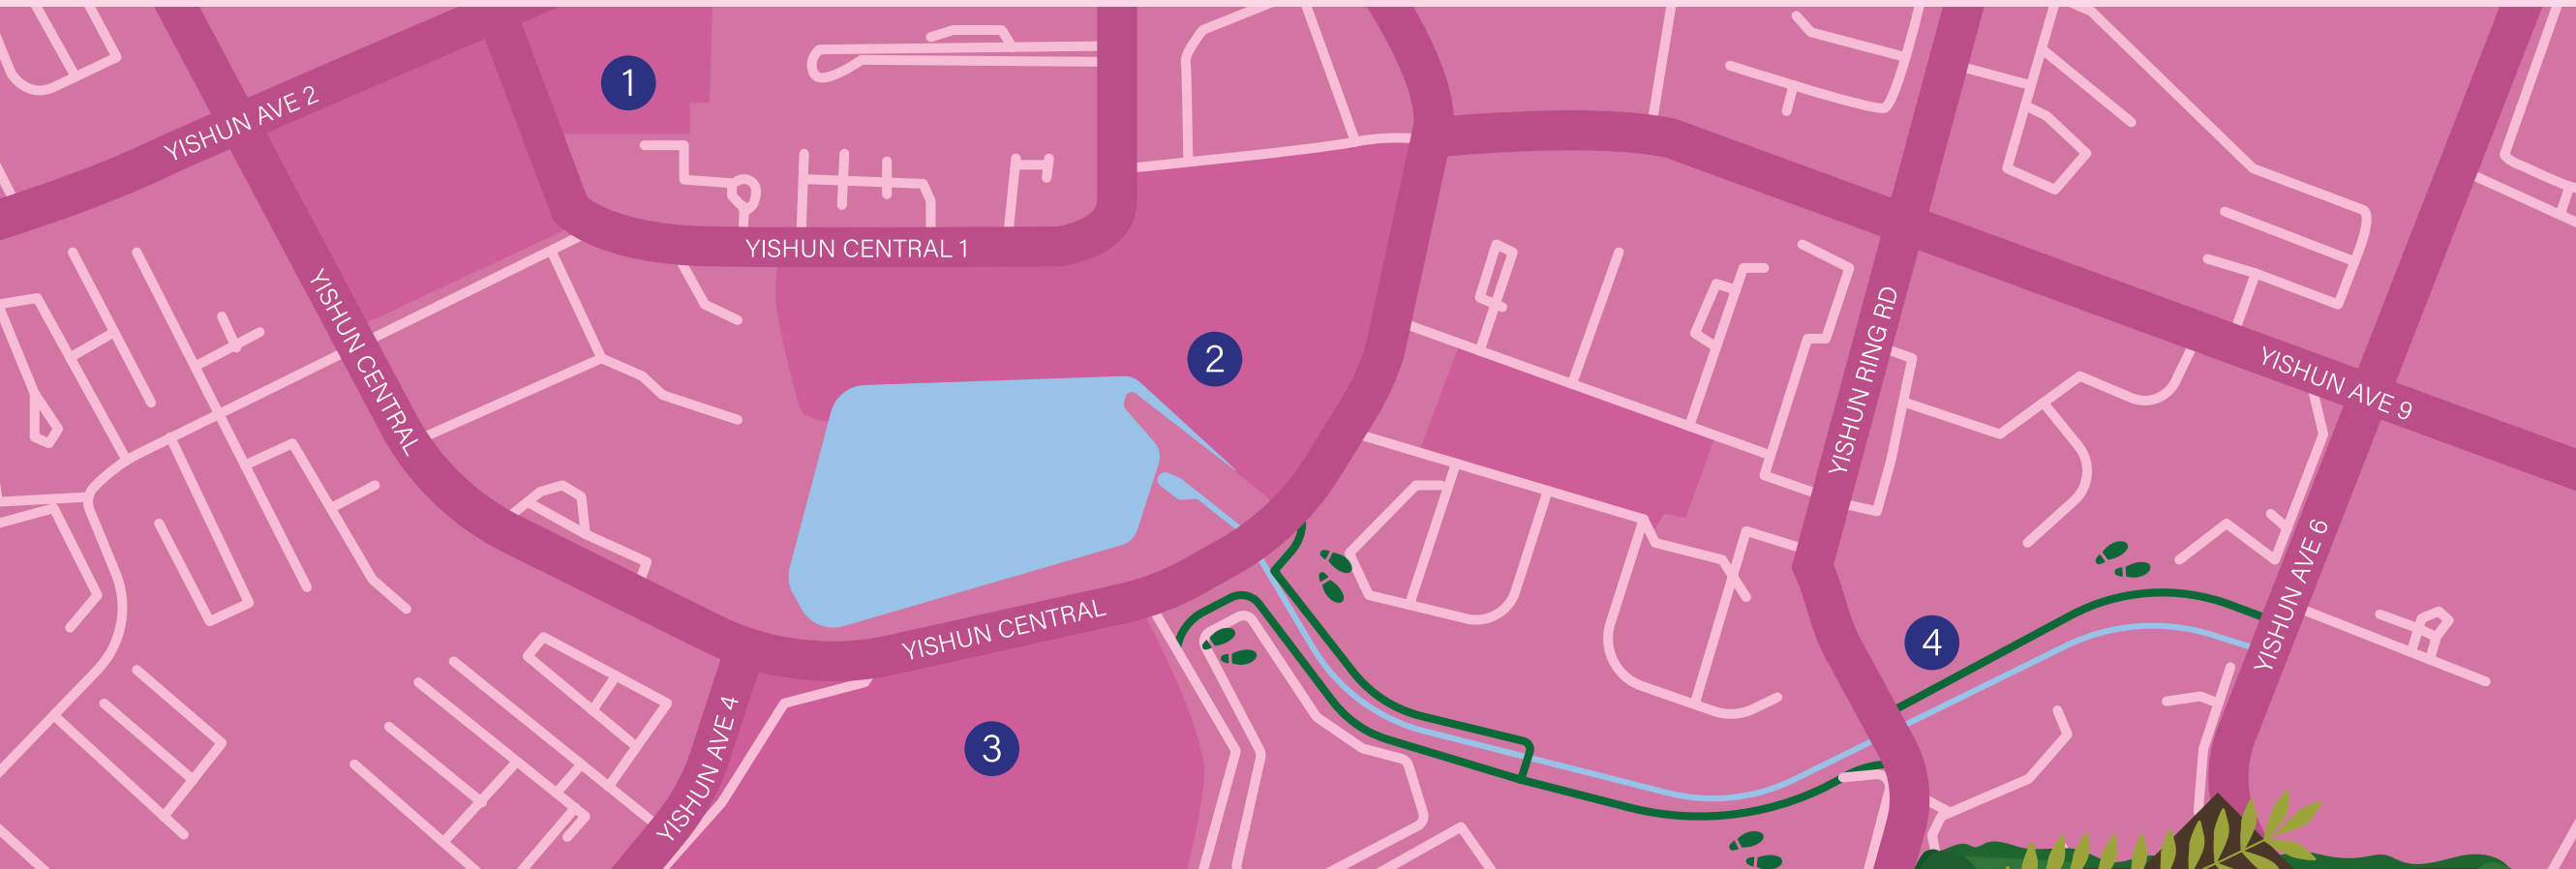 1
YISHUN AVE 2
YISHUN CENTRAL 1
2
YISHUN CENTRAL
YISHUN RING RD
YISHUN AVE 9
YISHUN AVE 6
YISHUN CENTRAL
4
YISHUN AVE 4
3